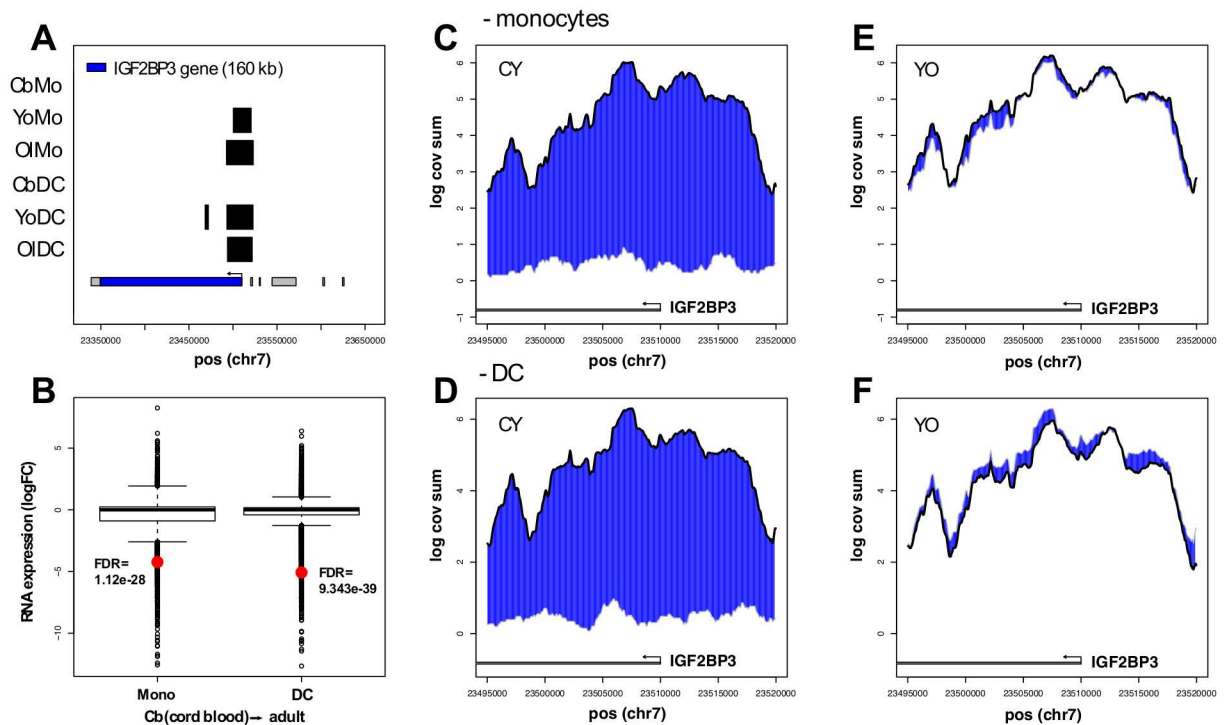 A
IGF2BP3 gene (160 kb)
CbMo
YoMo
OlMo
CbDC
YoDC
OlDC
23350000 23450000 23550000 23650000
pos (chr7)
B
RNA expression (logFC)
5
0
−5
−10
FDR=
1.12e-28
FDR=
9.343e-39
Mono DC
Cb(cord blood)→ adult
- monocytes
C
CY
log cov sum
6
5
4
3
2
1
0
−1
IGF2BP3
23495000 23500000 23505000 23510000 23515000 23520000
pos (chr7)
- DC
D
CY
log cov sum
6
4
2
0
IGF2BP3
23495000 23500000 23505000 23510000 23515000 23520000
pos (chr7)
E
YO
log cov sum
6
5
4
3
2
1
0
−1
IGF2BP3
23495000 23500000 23505000 23510000 23515000 23520000
pos (chr7)
F
YO
log cov sum
6
4
2
0
IGF2BP3
23495000 23500000 23505000 23510000 23515000 23520000
pos (chr7)